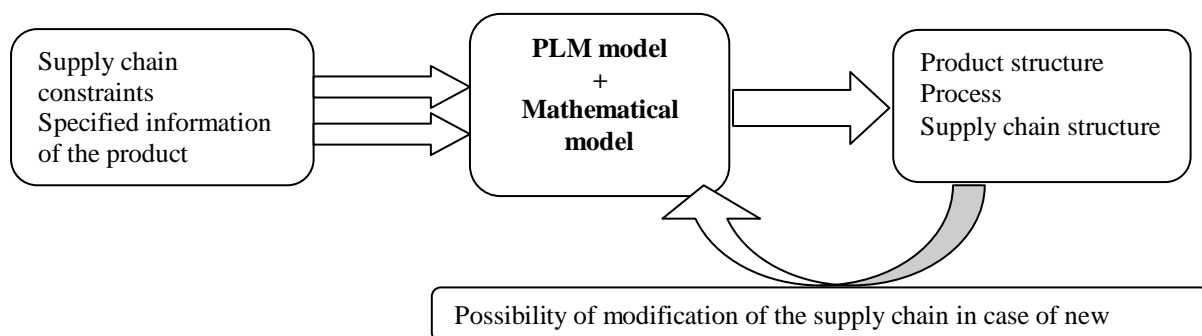 Supply chain
constraints
Specified information
of the product
PLM model
+
Mathematical
model
Product structure
Process
Supply chain structure
Possibility of modification of the supply chain in case of new